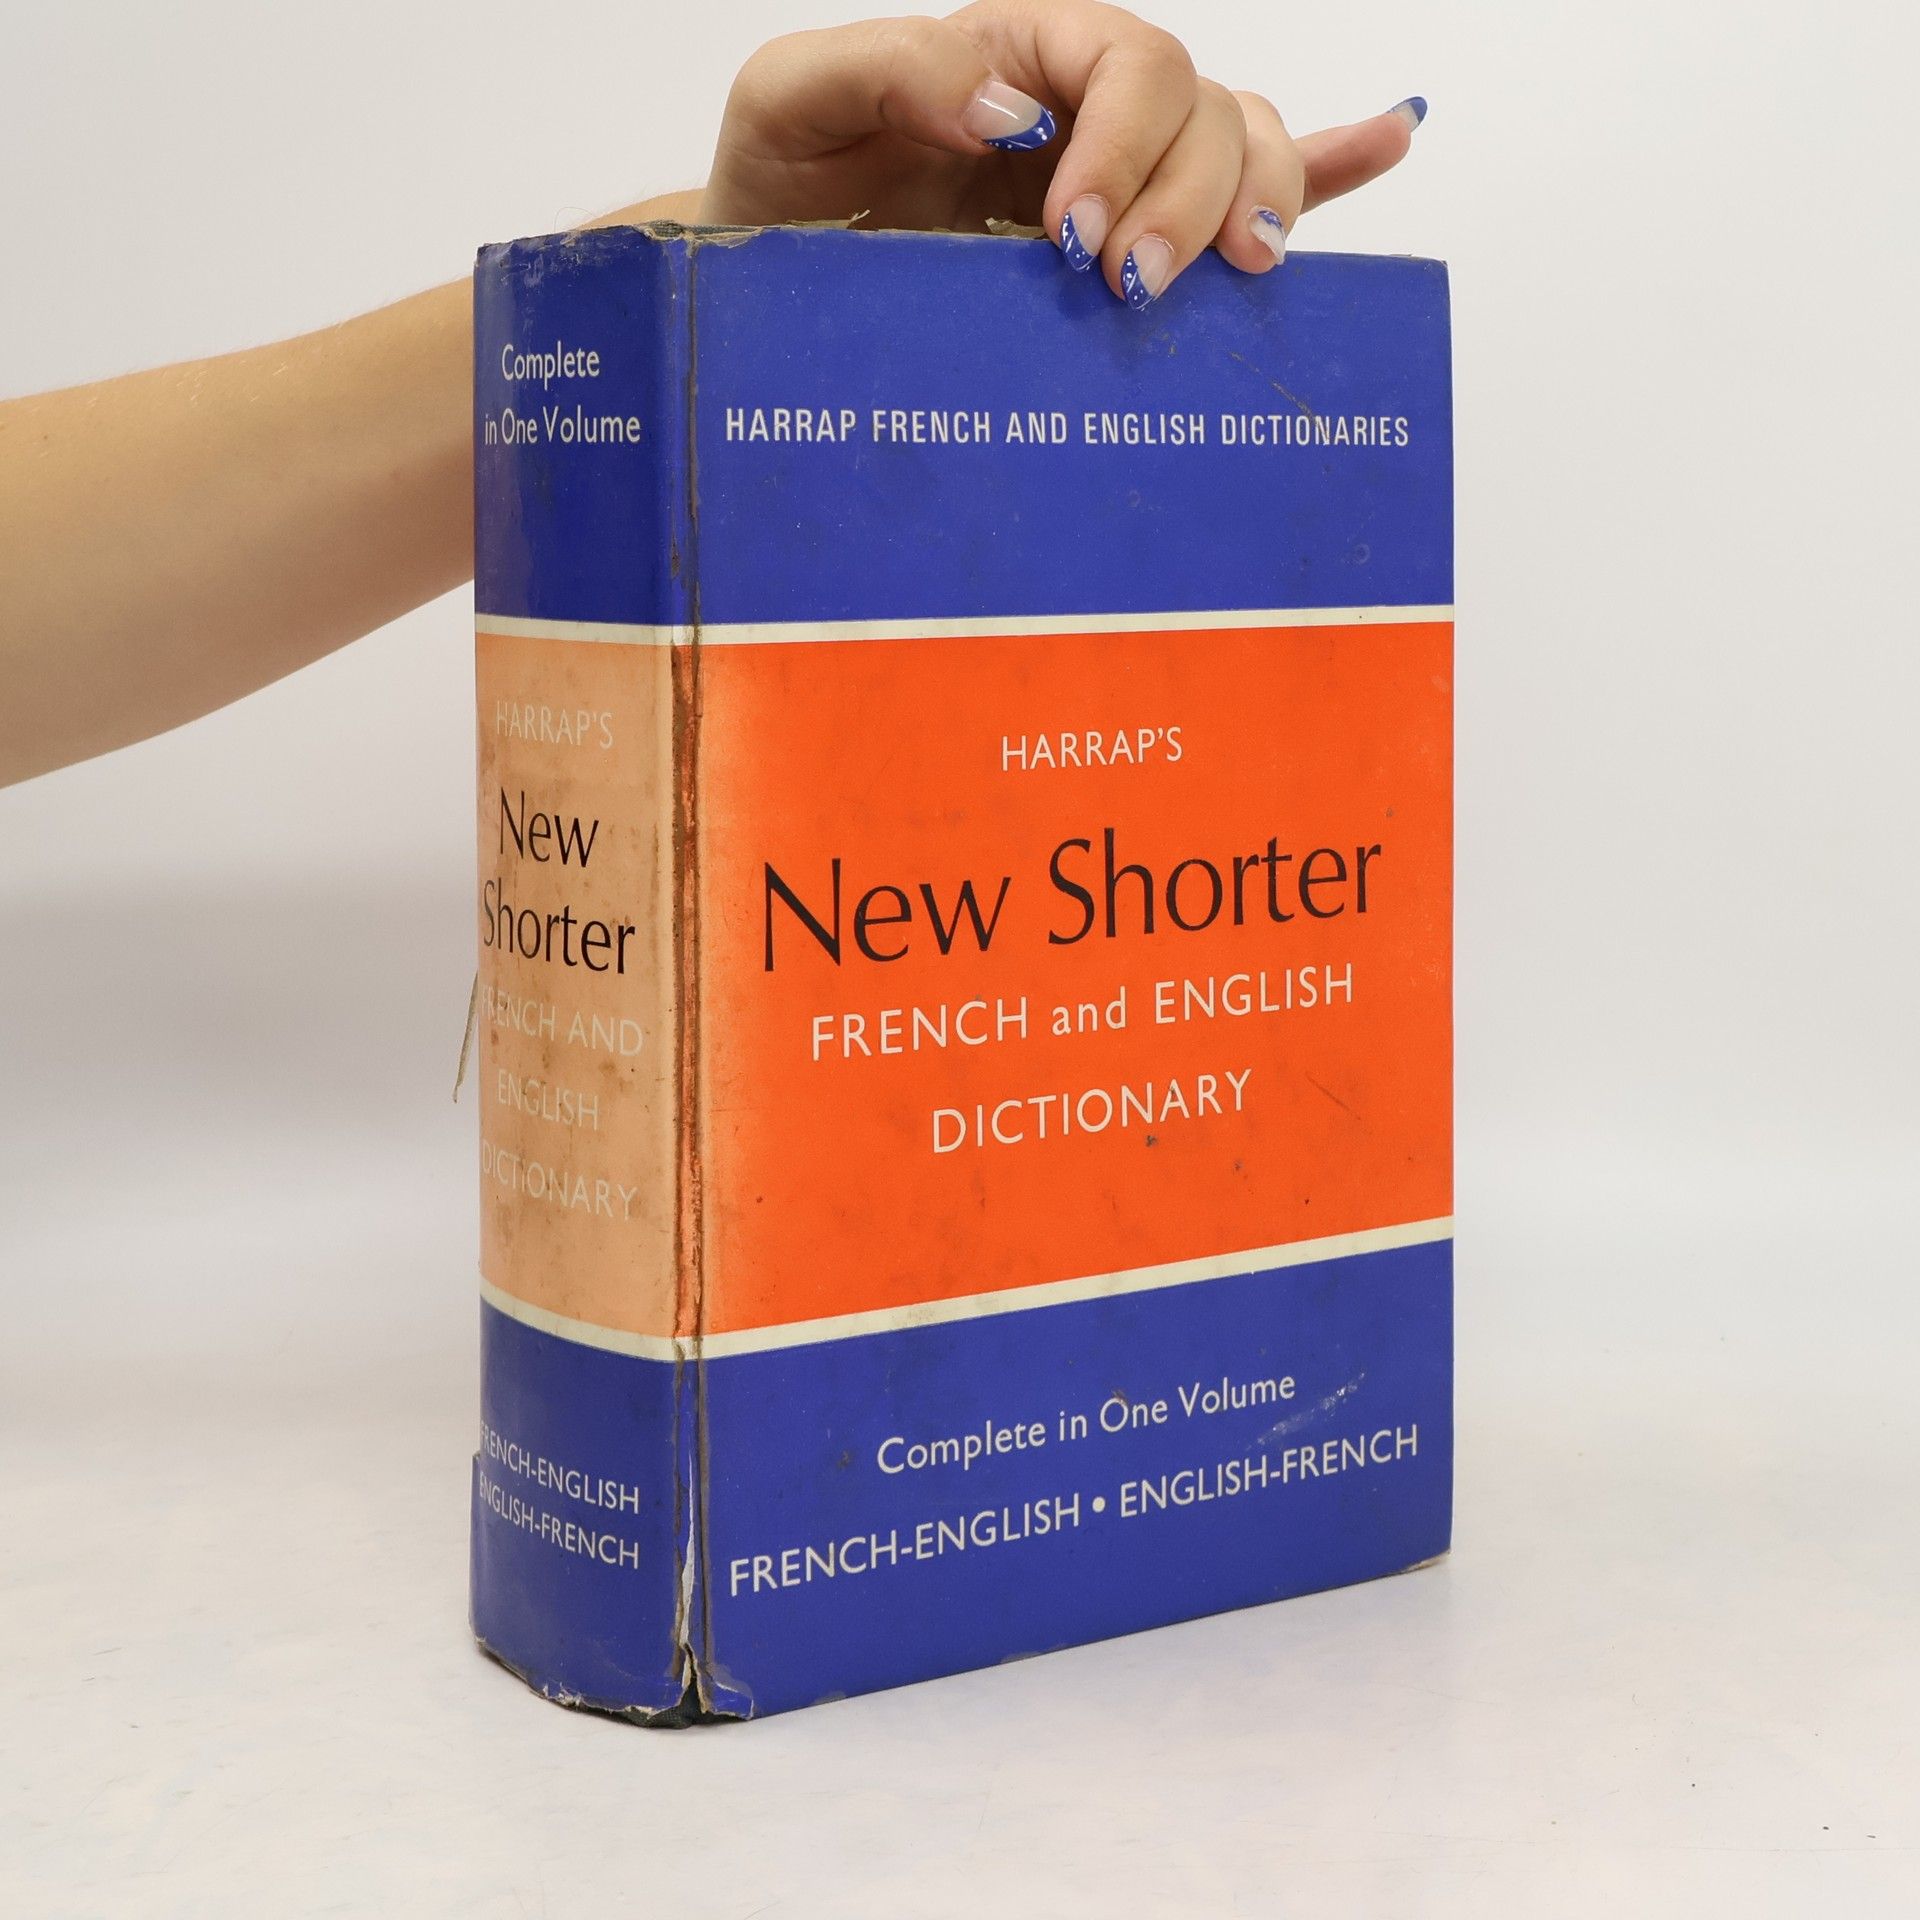 Complete
in One Volume
HARRAP'S
New
Shorter
FRENCH AND
ENGLISH
DICTIONARY
FRENCH-ENGLISH
ENGLISH-FRENCH
HARRAP FRENCH AND ENGLISH DICTIONARIES
HARRAP'S
New Shorter
FRENCH and ENGLISH
DICTIONARY
Complete in One Volume
FRENCH-ENGLISH • ENGLISH-FRENCH